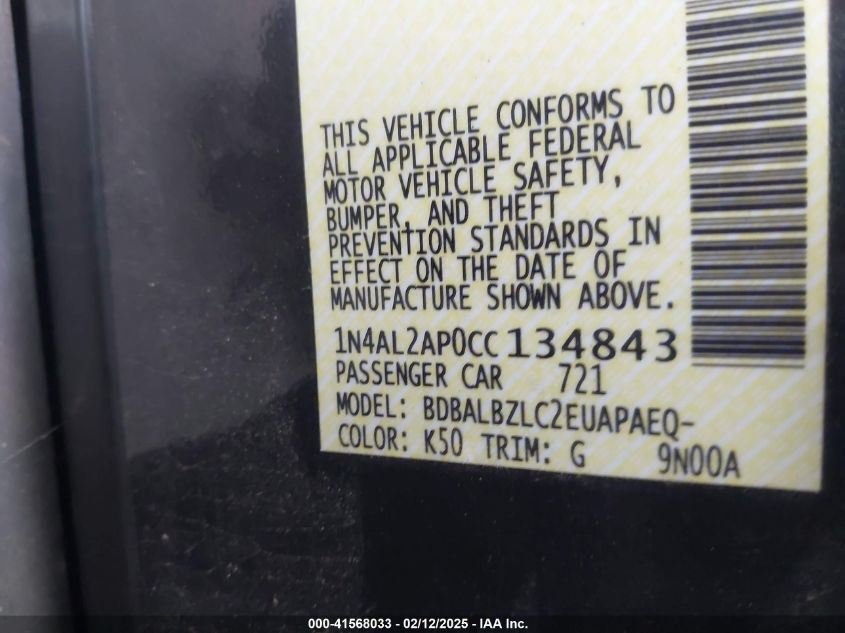 THIS VEHICLE CONFORMS TO
ALL APPLICABLE FEDERAL
MOTOR VEHICLE SAFETY,
BUMPER, AND THEFT
PREVENTION STANDARDS IN
EFFECT ON THE DATE OF
MANUFACTURE SHOWN ABOVE.
1N4AL2AP0CC134843
PASSENGER CAR 721
MODEL: BDBALBZLC2EUAPAEQ-
COLOR: K50 TRIM: G 9N00A
000-41568033 - 02/12/2025 - IAA Inc.